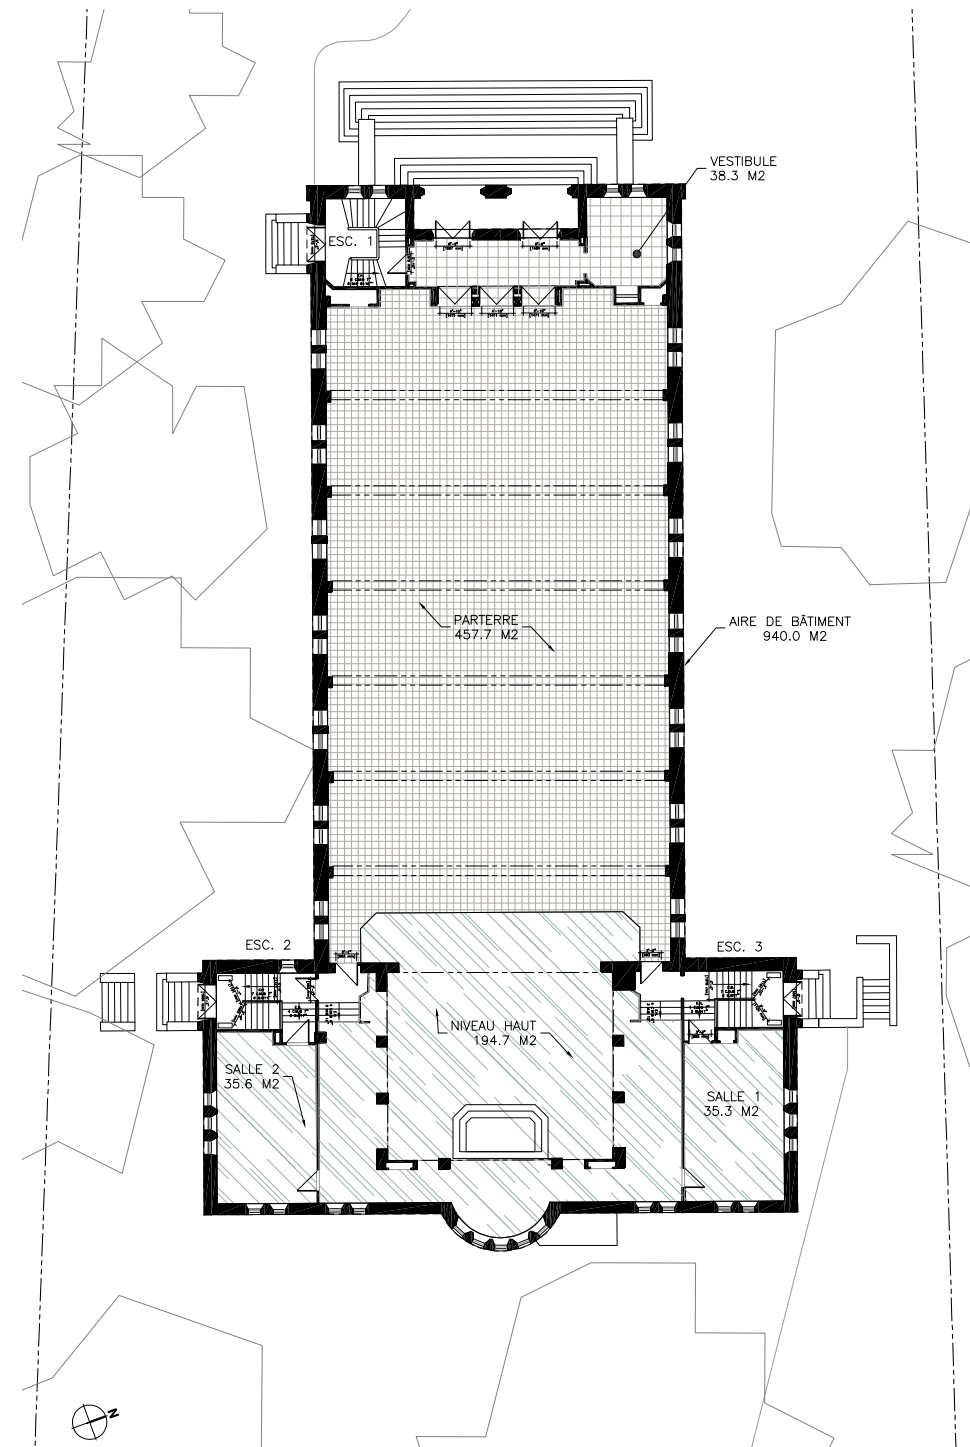 VESTIBULE
38.3 M2
ESC. 1
PARTERRE
457.7 M2
AIRE DE BÂTIMENT
940.0 M2
ESC. 2
ESC. 3
NIVEAU HAUT
194.7 M2
SALLE 2
35.6 M2
SALLE 1
35.3 M2
N